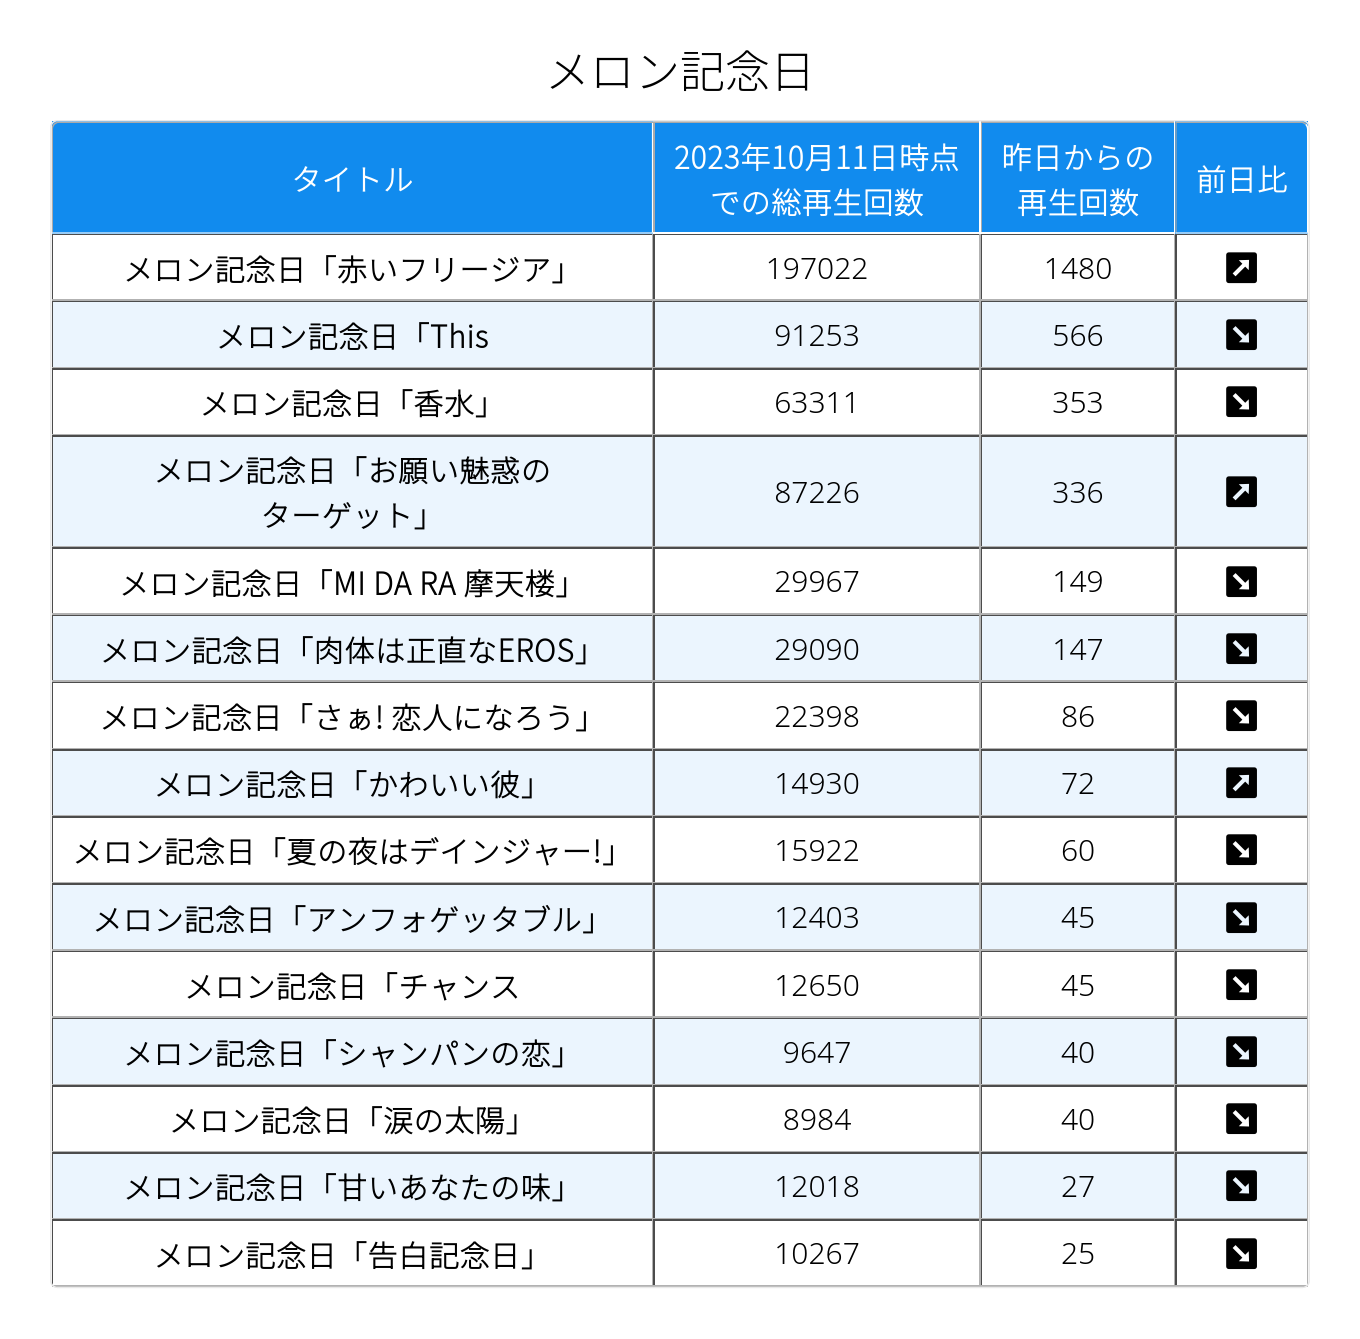 メロン記念日
タイトル
2023年10月11日時点
での総再生回数
昨日からの
再生回数
前日比
メロン記念日「赤いフリージア」 197022 1480 ↗
メロン記念日「This 91253 566 ↘
メロン記念日「香水」 63311 353 ↘
メロン記念日「お願い魅惑の
ターゲット」 87226 336 ↗
メロン記念日「MI DA RA 摩天楼」 29967 149 ↘
メロン記念日「肉体は正直なEROS」 29090 147 ↘
メロン記念日「さぁ! 恋人になろう」 22398 86 ↘
メロン記念日「かわいい彼」 14930 72 ↗
メロン記念日「夏の夜はデインジャー!」 15922 60 ↘
メロン記念日「アンフォゲッタブル」 12403 45 ↘
メロン記念日「チャンス 12650 45 ↘
メロン記念日「シャンパンの恋」 9647 40 ↘
メロン記念日「涙の太陽」 8984 40 ↘
メロン記念日「甘いあなたの味」 12018 27 ↘
メロン記念日「告白記念日」 10267 25 ↘